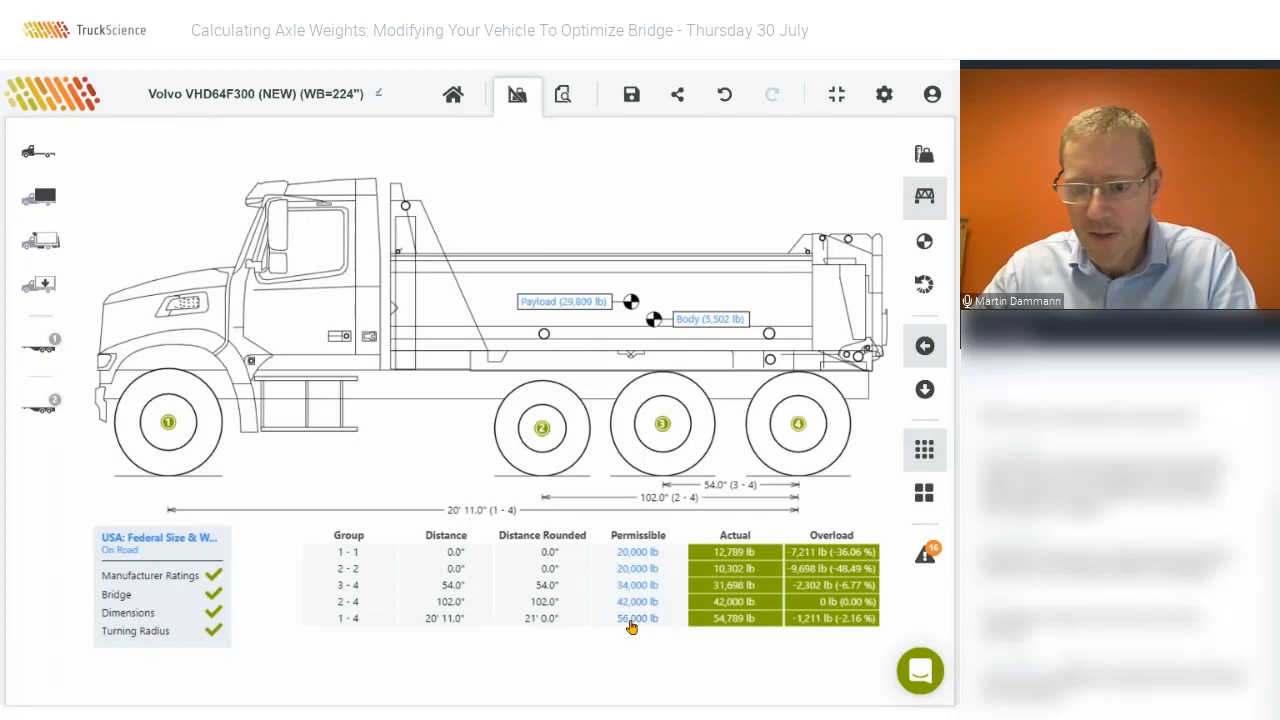 TruckScience
Calculating Axle Weights: Modifying Your Vehicle To Optimize Bridge - Thursday 30 July
Volvo VHD64F300 (NEW) (WB=224")
1
2
Payload (29,809 lb)
Body (5,502 lb)
1
2
3
4
54.0" (3 - 4)
102.0" (2 - 4)
20' 11.0" (1 - 4)
USA: Federal Size & W...
On Road
Manufacturer Ratings
Bridge
Dimensions
Turning Radius
Group Distance Distance Rounded Permissible Actual Overload
1 - 1 0.0" 0.0" 20,000 lb 12,789 lb -7,211 lb (-36.06 %)
2 - 2 0.0" 0.0" 20,000 lb 10,302 lb -9,698 lb (-48.49 %)
3 - 4 54.0" 54.0" 34,000 lb 31,698 lb -2,302 lb (-6.77 %)
2 - 4 102.0" 102.0" 42,000 lb 42,000 lb 0 lb (0.00 %)
1 - 4 20' 11.0" 21' 0.0" 56,000 lb 54,789 lb -1,211 lb (-2.16 %)
16
Martin Dammann